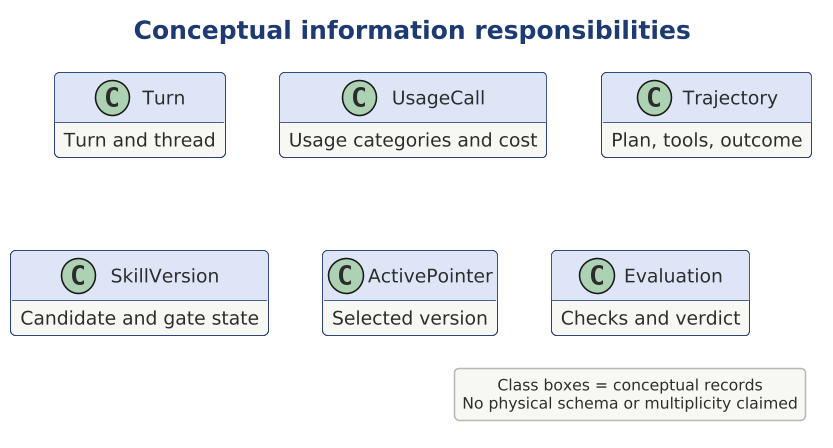 Conceptual information responsibilities
C Turn
Turn and thread
C UsageCall
Usage categories and cost
C Trajectory
Plan, tools, outcome
C SkillVersion
Candidate and gate state
C ActivePointer
Selected version
C Evaluation
Checks and verdict
Class boxes = conceptual records
No physical schema or multiplicity claimed